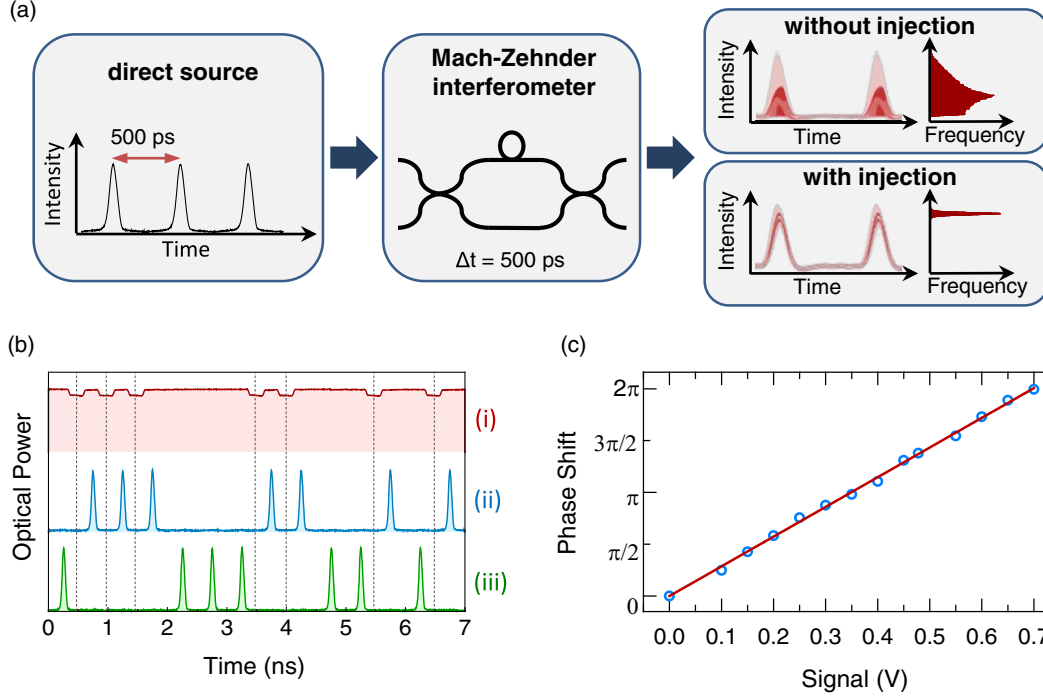 (a)
direct source
500 ps
Intensity
Time
Mach-Zehnder
interferometer
Δt = 500 ps
without injection
Intensity
Time
Frequency
with injection
Intensity
Time
Frequency
(b)
Optical Power
(i)
(ii)
(iii)
0 1 2 3 4 5 6 7
Time (ns)
(c)
Phase Shift
2π
3π/2
π
π/2
0
0.0 0.1 0.2 0.3 0.4 0.5 0.6 0.7
Signal (V)